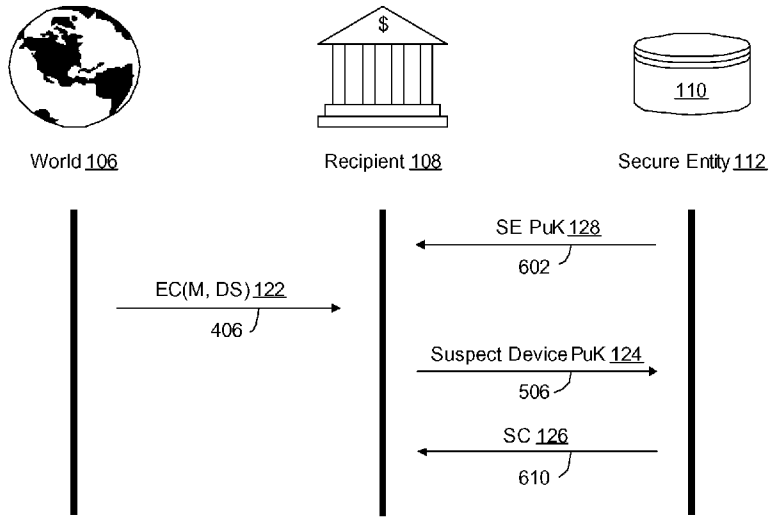 $
110
World 106
Recipient 108
Secure Entity 112
SE PuK 128
602
EC(M, DS) 122
406
Suspect Device PuK 124
506
SC 126
610